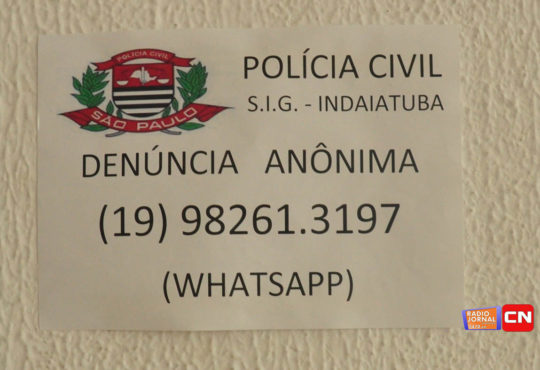 POLÍCIA CIVIL
SÃO PAULO
POLÍCIA CIVIL
S.I.G. - INDAIATUBA
DENÚNCIA ANÔNIMA
(19) 98261.3197
(WHATSAPP)
RADIO
JORNAL
CN